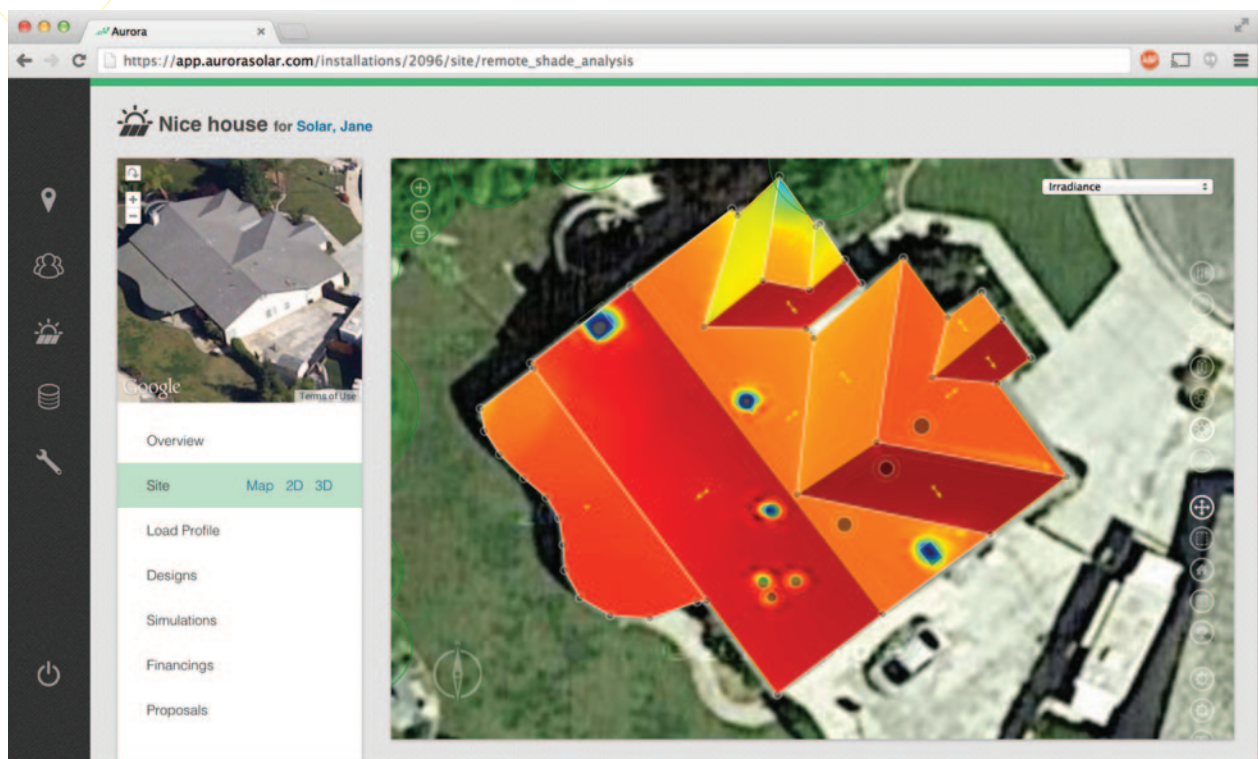 Aurora
https://app.aurorasolar.com/installations/2096/site/remote_shade_analysis
Nice house for Solar, Jane
Google
Terms of Use
Irradiance
Overview
Site Map 2D 3D
Load Profile
Designs
Simulations
Financings
Proposals